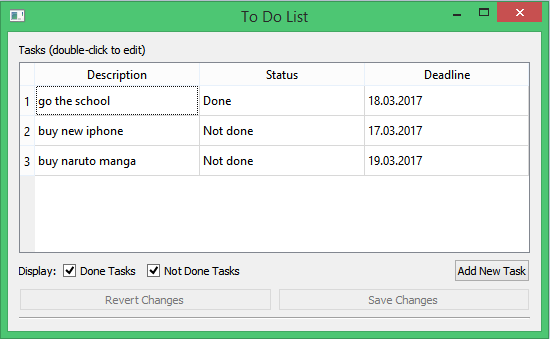 To Do List
Tasks (double-click to edit)
Description Status Deadline
1 go the school Done 18.03.2017
2 buy new iphone Not done 17.03.2017
3 buy naruto manga Not done 19.03.2017
Display: Done Tasks Not Done Tasks Add New Task
Revert Changes Save Changes